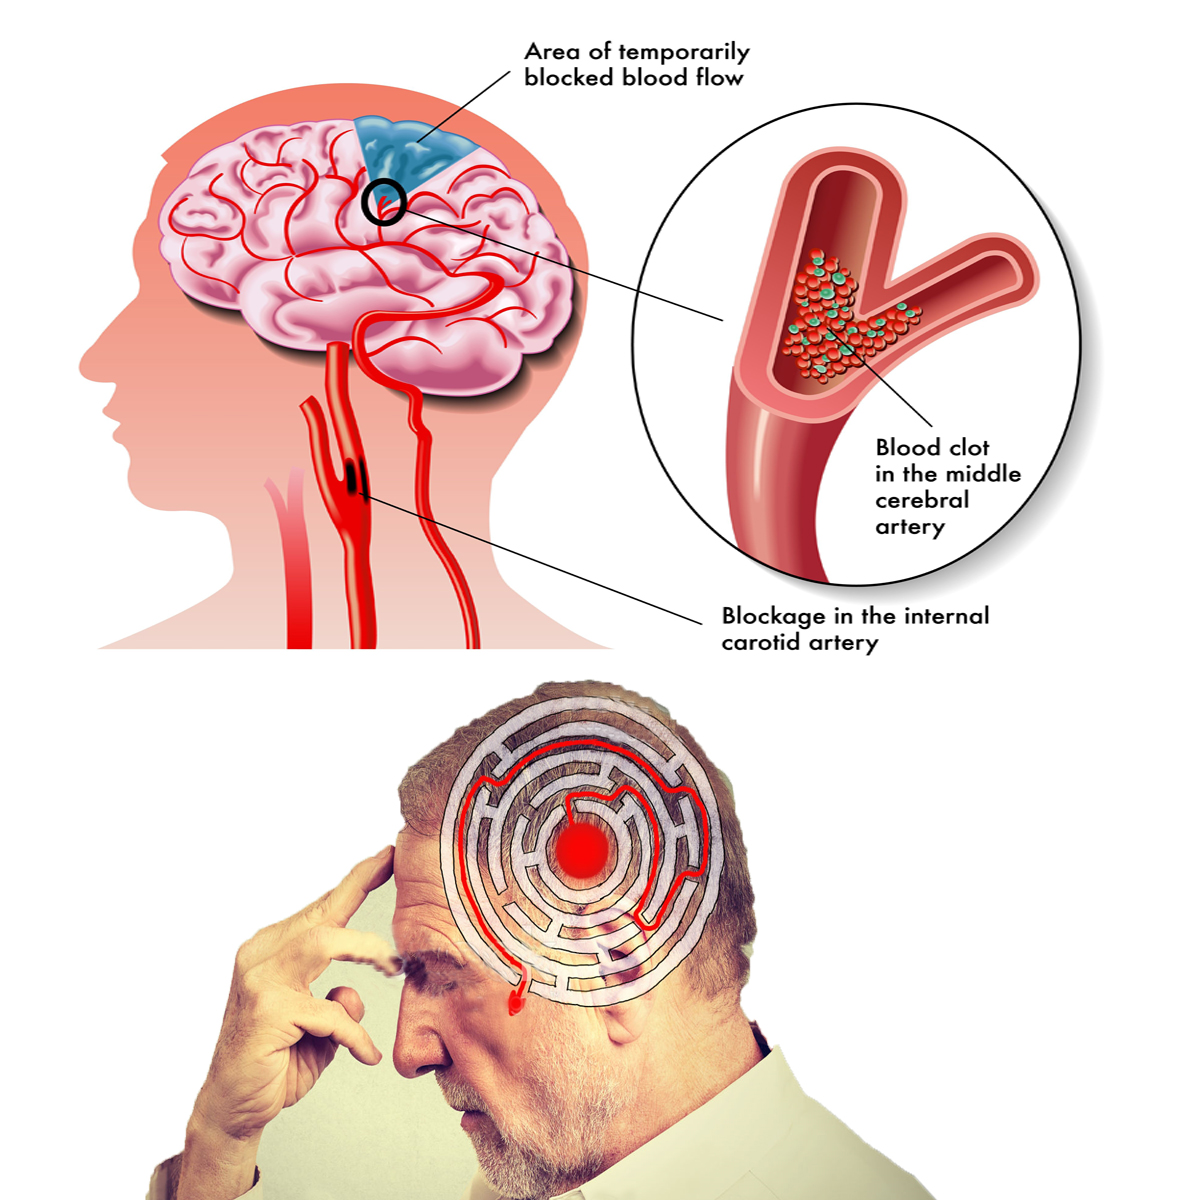 Area of temporarily
blocked blood flow
Blood clot
in the middle
cerebral
artery
Blockage in the internal
carotid artery